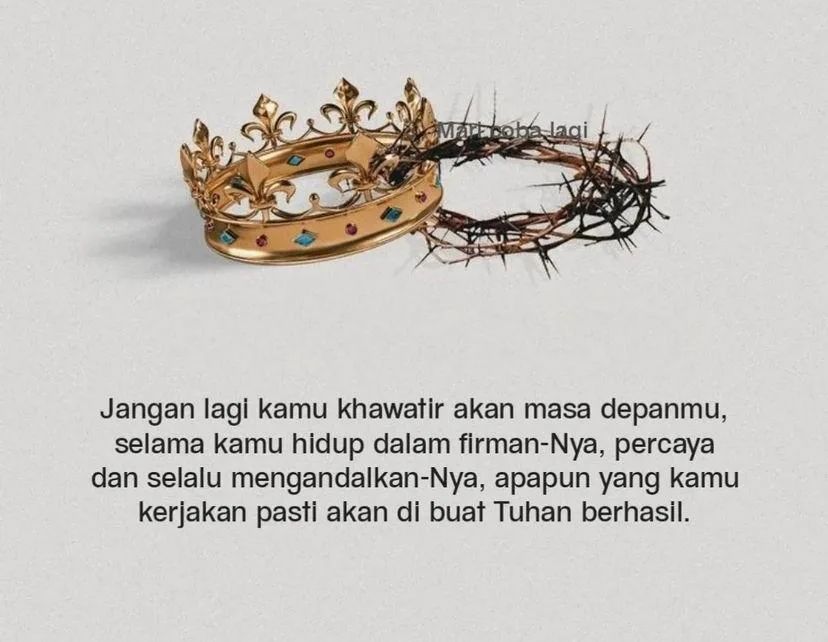 Mari coba lagi
Jangan lagi kamu khawatir akan masa depanmu,
selama kamu hidup dalam firman-Nya, percaya
dan selalu mengandalkan-Nya, apapun yang kamu
kerjakan pasti akan di buat Tuhan berhasil.